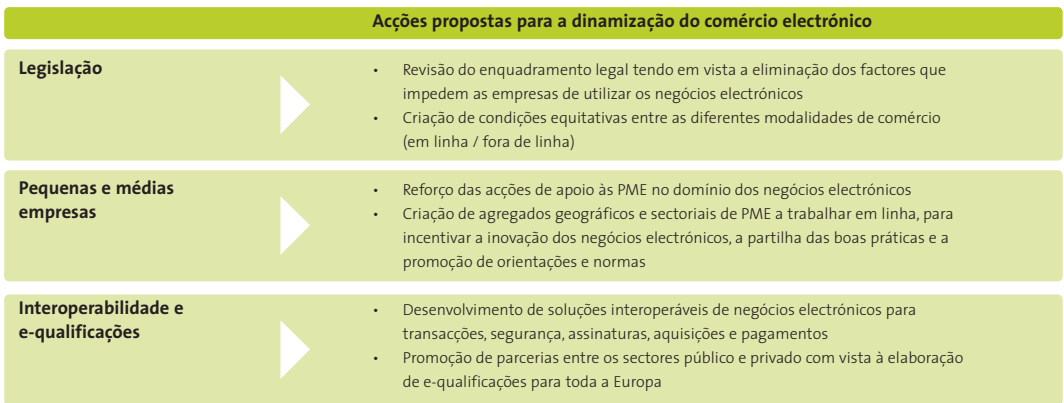 Acções propostas para a dinamização do comércio electrónico
Legislação
• Revisão do enquadramento legal tendo em vista a eliminação dos factores que
impedem as empresas de utilizar os negócios electrónicos
• Criação de condições equitativas entre as diferentes modalidades de comércio
(em linha / fora de linha)
Pequenas e médias
empresas
• Reforço das acções de apoio às PME no domínio dos negócios electrónicos
• Criação de agregados geográficos e sectoriais de PME a trabalhar em linha, para
incentivar a inovação dos negócios electrónicos, a partilha das boas práticas e a
promoção de orientações e normas
Interoperabilidade e
e-qualificações
• Desenvolvimento de soluções interoperáveis de negócios electrónicos para
transacções, segurança, assinaturas, aquisições e pagamentos
• Promoção de parcerias entre os sectores público e privado com vista à elaboração
de e-qualificações para toda a Europa